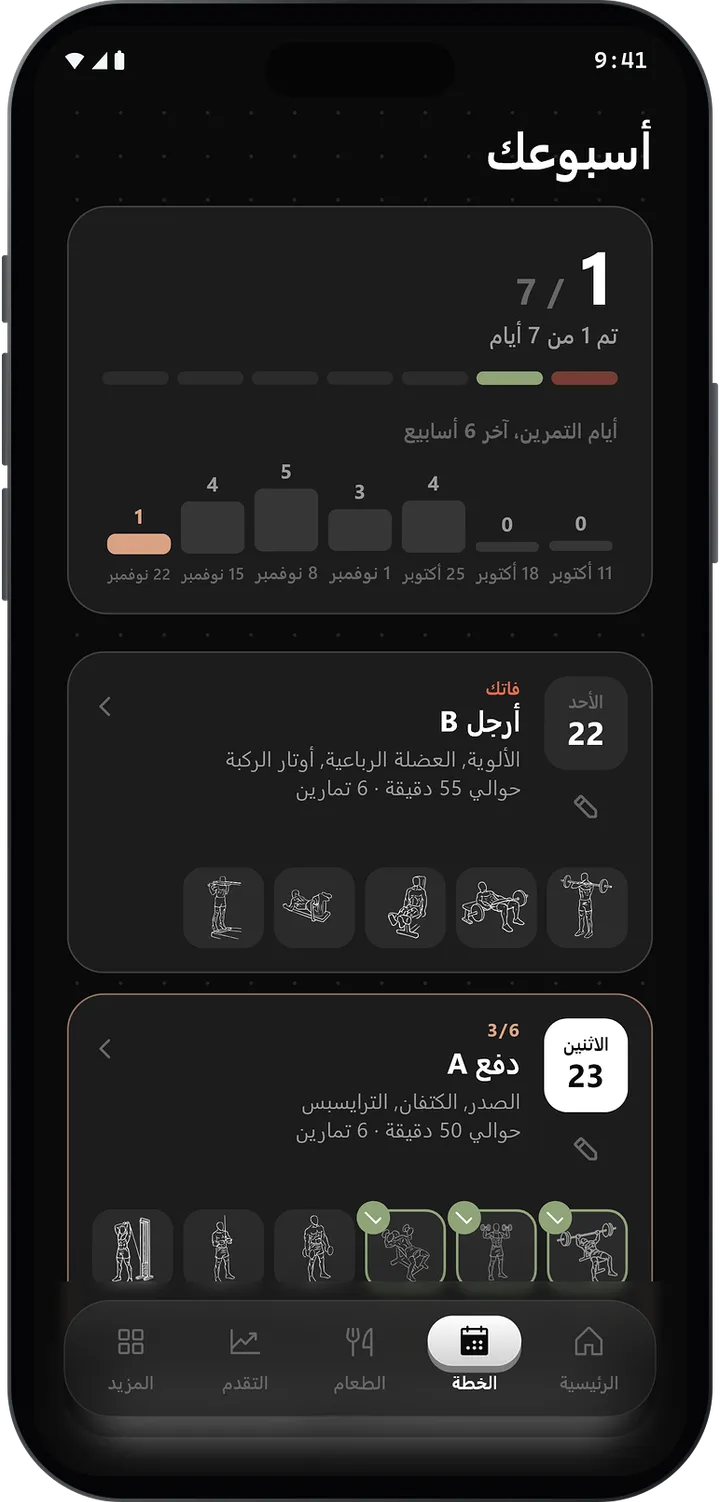 9:41
أسبوعك
1 / 7
تم 1 من 7 أيام
أيام التمرين، آخر 6 أسابيع
0 0 4 3 5 4 1
11 أكتوبر 18 أكتوبر 25 أكتوبر 1 نوفمبر 8 نوفمبر 15 نوفمبر 22 نوفمبر
الأحد
22
فاتك
أرجل B
الألوية, العضلة الرباعية, أوتار الركبة
حوالي 55 دقيقة · 6 تمارين
الاثنين
23
3/6
دفع A
الصدر, الكتفان, الترايسبس
حوالي 50 دقيقة · 6 تمارين
الرئيسية الخطة الطعام التقدم المزيد